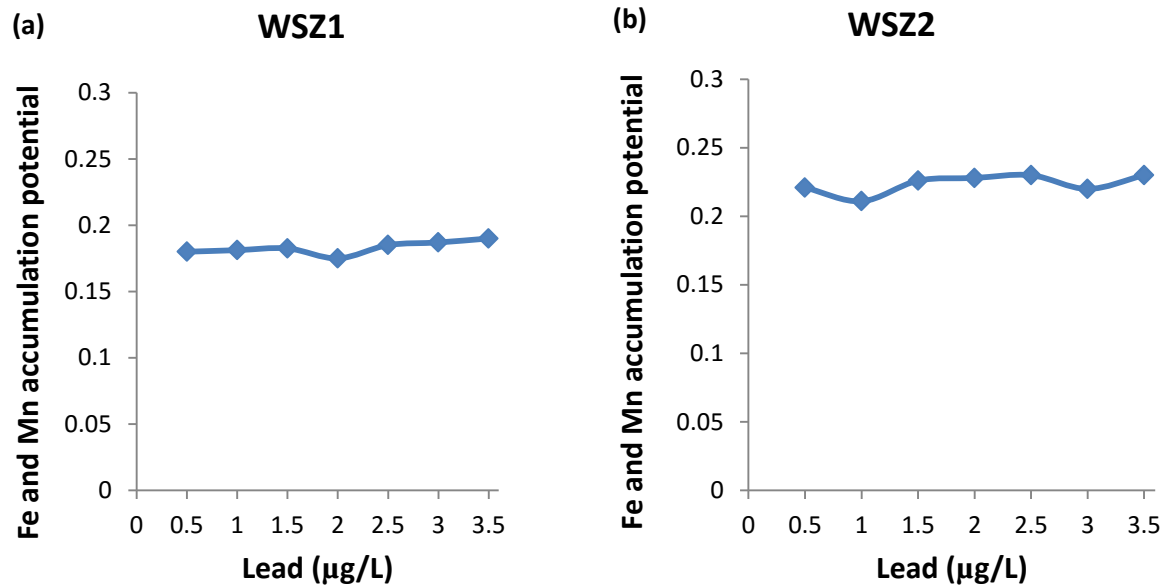 (a)
WSZ1
Fe and Mn accumulation potential
0.3
0.25
0.2
0.15
0.1
0.05
0
0 0.5 1 1.5 2 2.5 3 3.5
Lead (µg/L)
(b)
WSZ2
Fe and Mn accumulation potential
0.3
0.25
0.2
0.15
0.1
0.05
0
0 0.5 1 1.5 2 2.5 3 3.5
Lead (µg/L)